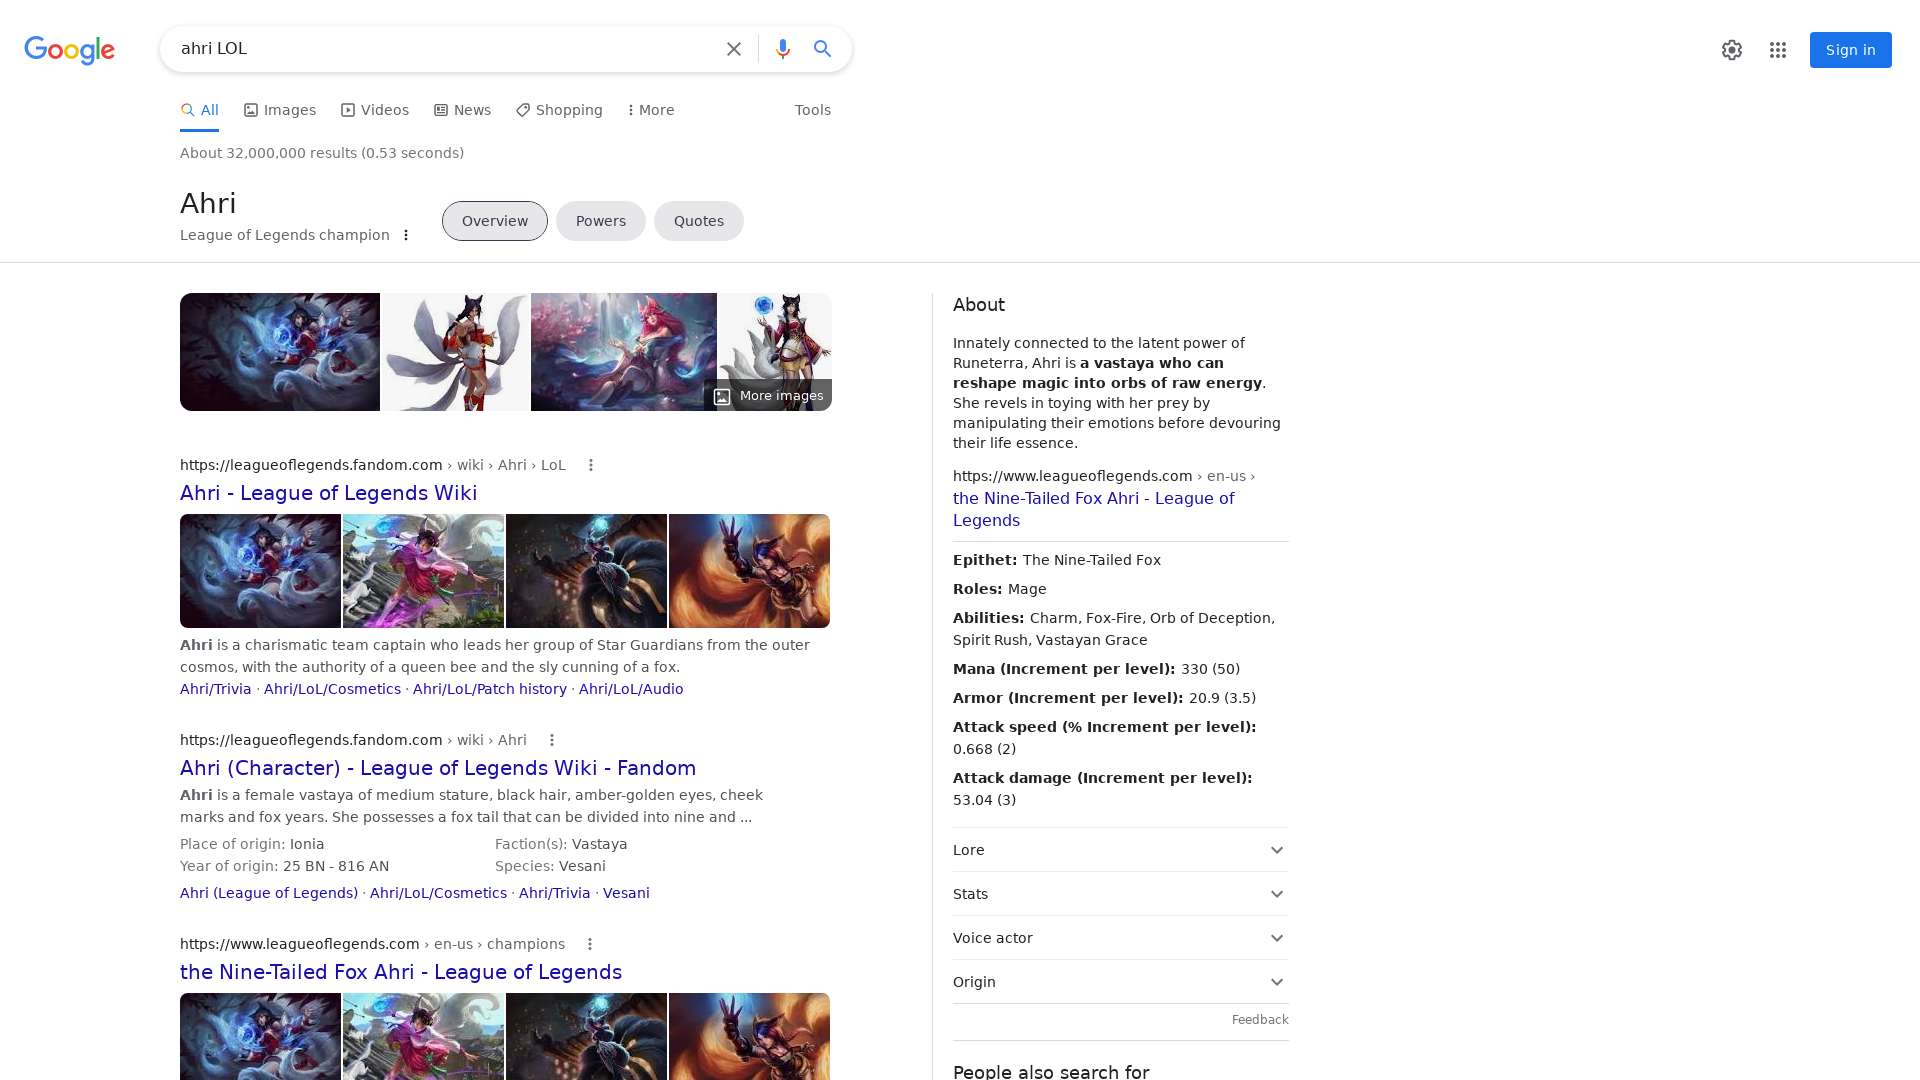 Google
ahri LOL
Sign in
All
Images
Videos
News
Shopping
More
Tools
About 32,000,000 results (0.53 seconds)
Ahri
League of Legends champion
Overview
Powers
Quotes
More images
https://leagueoflegends.fandom.com › wiki › Ahri › LoL
Ahri - League of Legends Wiki
Ahri is a charismatic team captain who leads her group of Star Guardians from the outer
cosmos, with the authority of a queen bee and the sly cunning of a fox.
Ahri/Trivia · Ahri/LoL/Cosmetics · Ahri/LoL/Patch history · Ahri/LoL/Audio
https://leagueoflegends.fandom.com › wiki › Ahri
Ahri (Character) - League of Legends Wiki - Fandom
Ahri is a female vastaya of medium stature, black hair, amber-golden eyes, cheek
marks and fox years. She possesses a fox tail that can be divided into nine and ...
Place of origin: Ionia
Faction(s): Vastaya
Year of origin: 25 BN - 816 AN
Species: Vesani
Ahri (League of Legends) · Ahri/LoL/Cosmetics · Ahri/Trivia · Vesani
https://www.leagueoflegends.com › en-us › champions
the Nine-Tailed Fox Ahri - League of Legends
About
Innately connected to the latent power of
Runeterra, Ahri is a vastaya who can
reshape magic into orbs of raw energy.
She revels in toying with her prey by
manipulating their emotions before devouring
their life essence.
https://www.leagueoflegends.com › en-us ›
the Nine-Tailed Fox Ahri - League of
Legends
Epithet: The Nine-Tailed Fox
Roles: Mage
Abilities: Charm, Fox-Fire, Orb of Deception,
Spirit Rush, Vastayan Grace
Mana (Increment per level): 330 (50)
Armor (Increment per level): 20.9 (3.5)
Attack speed (% Increment per level):
0.668 (2)
Attack damage (Increment per level):
53.04 (3)
Lore
Stats
Voice actor
Origin
Feedback
People also search for